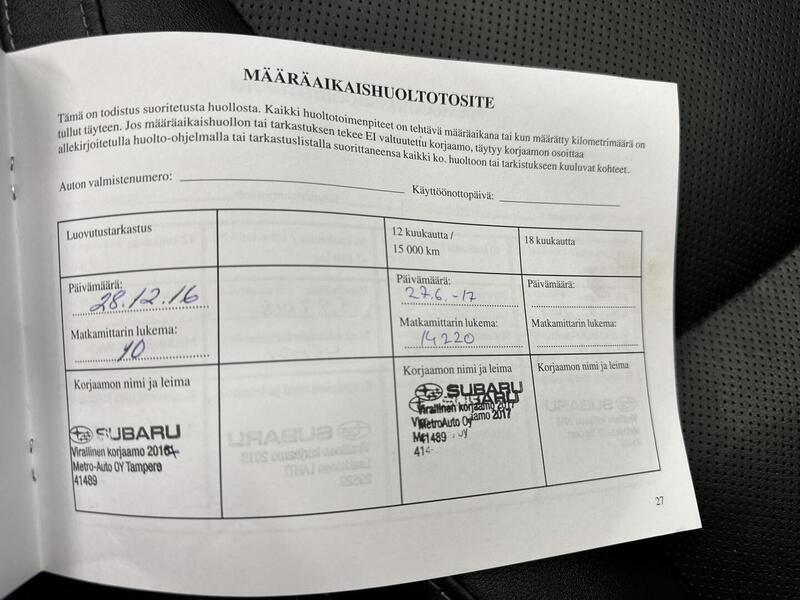 MÄÄRÄAIKAISHUOLTOTOSITE
Tämä on todistus suoritetusta huollosta. Kaikki huoltotoimenpiteet on tehtävä määräaikana tai kun määrätty kilometrimäärä on
tullut täyteen. Jos määräaikaishuollon tai tarkastuksen tekee EI valtuutettu korjaamo, täytyy korjaamon osoittaa
allekirjoitetulla huolto-ohjelmalla tai tarkastuslistalla suorittaneensa kaikki ko. huoltoon tai tarkistukseen kuuluvat kohteet.
Auton valmistenumero:
Käyttöönottopäivä:
Luovutustarkastus
12 kuukautta /
15 000 km
18 kuukautta
Päivämäärä:
28.12.16
Päivämäärä:
27.6.-17
Päivämäärä:
Matkamittarin lukema:
10
Matkamittarin lukema:
14220
Matkamittarin lukema:
Korjaamon nimi ja leima
SUBARU
Virallinen korjaamo 2016
Metro-Auto OY Tampere
41489
Korjaamon nimi ja leima
SUBARU
Virallinen korjaamo 2017
MetroAuto Oy
41489
Korjaamon nimi ja leima
27